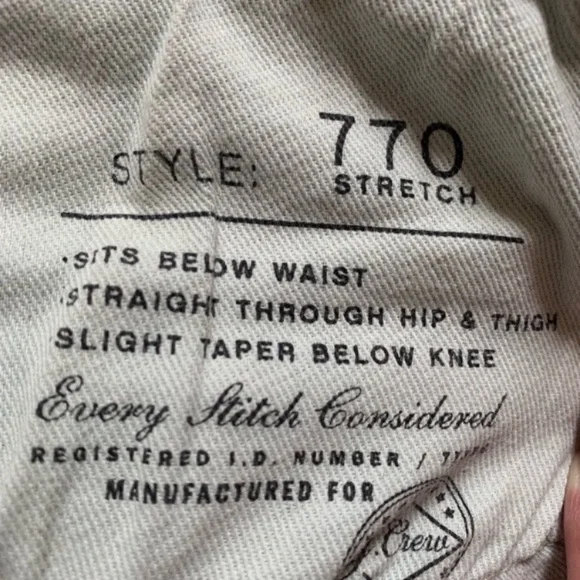 STYLE: 770
STRETCH
.SITS BELOW WAIST
.STRAIGHT THROUGH HIP & THIGH
SLIGHT TAPER BELOW KNEE
Every Stitch Considered
REGISTERED I.D. NUMBER /
MANUFACTURED FOR
Crew